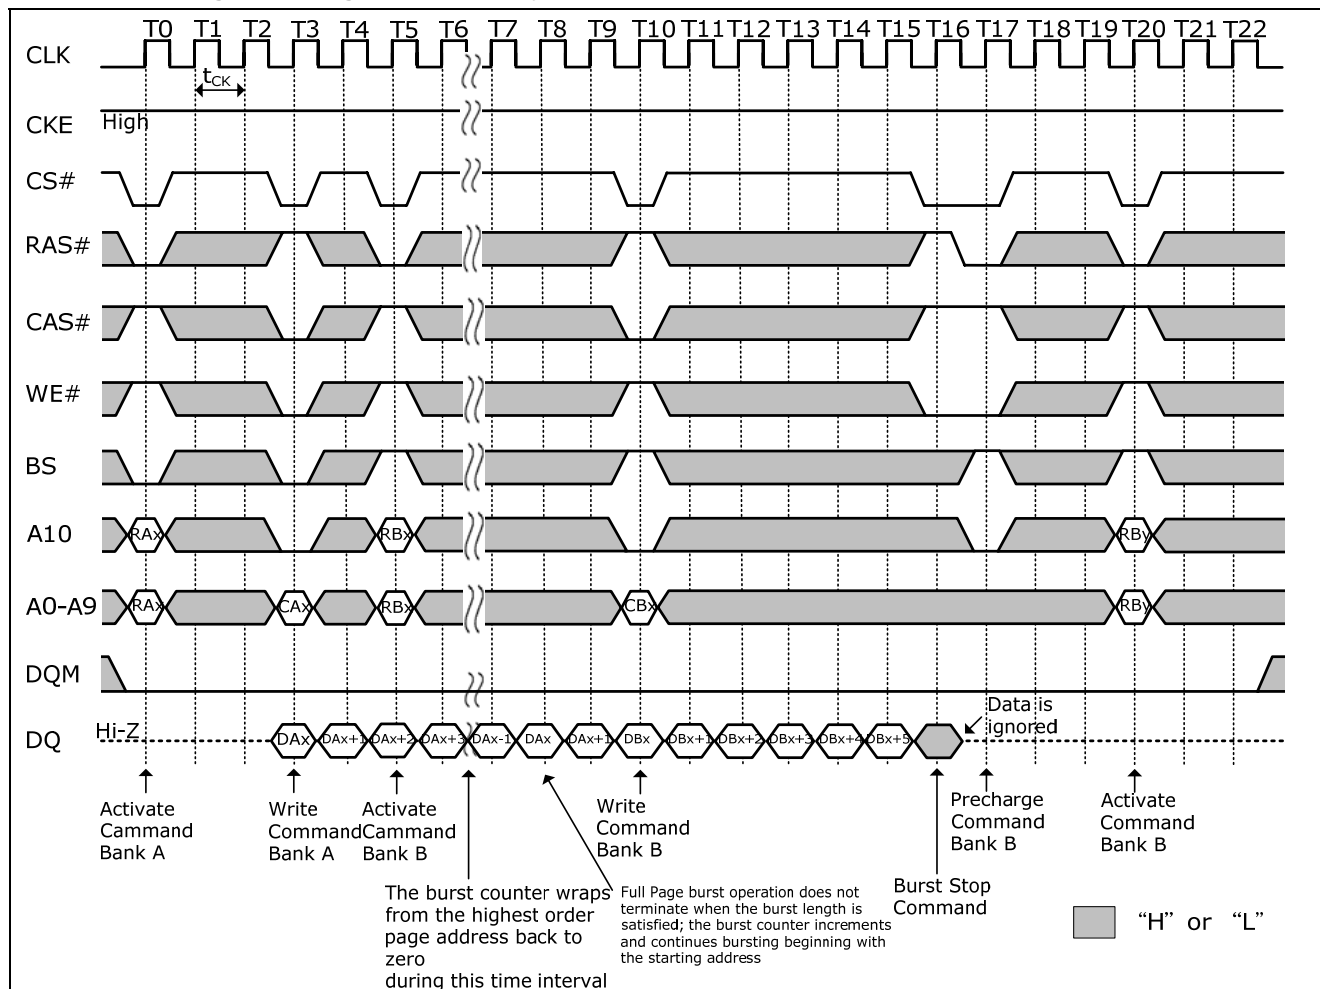 T0 T1 T2 T3 T4 T5 T6 T7 T8 T9 T10 T11 T12 T13 T14 T15 T16 T17 T18 T19 T20 T21 T22
CLK
tCK
CKE High
CS#
RAS#
CAS#
WE#
BS
A10 RAx RBx RBy
A0-A9 RAx CAx RBx CBx RBy
DQM
DQ Hi-Z DAx DAx+1 DAx+2 DAx+3 DAx-1 DAx DAx+1 DBx DBx+1 DBx+2 DBx+3 DBx+4 DBx+5
Data is
ignored
Activate
Cammand
Bank A
Write
Command
Bank A
Activate
Cammand
Bank B
Write
Command
Bank B
Precharge
Command
Bank B
Activate
Command
Bank B
The burst counter wraps
from the highest order
page address back to
zero
during this time interval
Full Page burst operation does not
terminate when the burst length is
satisfied; the burst counter increments
and continues bursting beginning with
the starting address
Burst Stop
Command
“H” or “L”